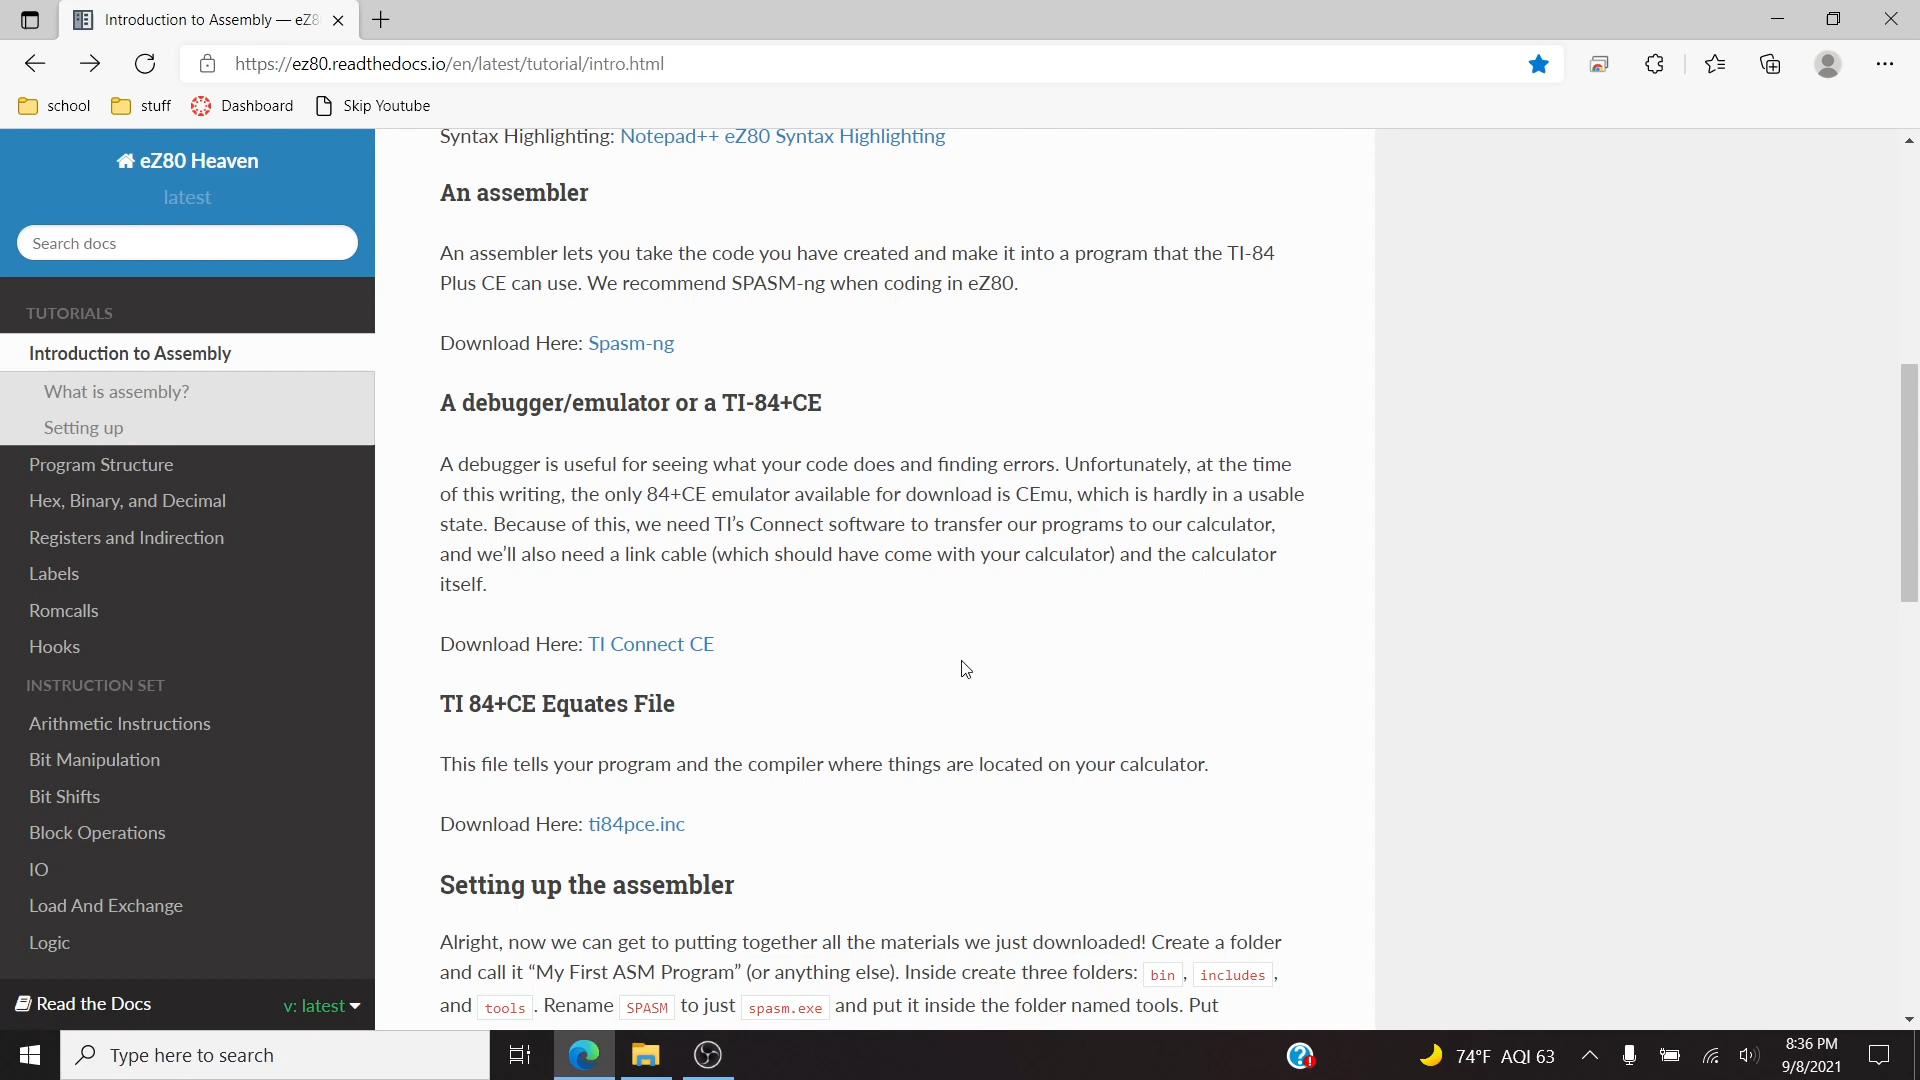 Introduction to Assembly — eZ8
https://ez80.readthedocs.io/en/latest/tutorial/intro.html
school
stuff
Dashboard
Skip Youtube
eZ80 Heaven
latest
Search docs
TUTORIALS
Introduction to Assembly
What is assembly?
Setting up
Program Structure
Hex, Binary, and Decimal
Registers and Indirection
Labels
Romcalls
Hooks
INSTRUCTION SET
Arithmetic Instructions
Bit Manipulation
Bit Shifts
Block Operations
IO
Load And Exchange
Logic
Read the Docs
v: latest
Syntax Highlighting: Notepad++ eZ80 Syntax Highlighting
An assembler
An assembler lets you take the code you have created and make it into a program that the TI-84
Plus CE can use. We recommend SPASM-ng when coding in eZ80.
Download Here: Spasm-ng
A debugger/emulator or a TI-84+CE
A debugger is useful for seeing what your code does and finding errors. Unfortunately, at the time
of this writing, the only 84+CE emulator available for download is CEmu, which is hardly in a usable
state. Because of this, we need TI’s Connect software to transfer our programs to our calculator,
and we’ll also need a link cable (which should have come with your calculator) and the calculator
itself.
Download Here: TI Connect CE
TI 84+CE Equates File
This file tells your program and the compiler where things are located on your calculator.
Download Here: ti84pce.inc
Setting up the assembler
Alright, now we can get to putting together all the materials we just downloaded! Create a folder
and call it “My First ASM Program” (or anything else). Inside create three folders: bin, includes,
and tools. Rename SPASM to just spasm.exe and put it inside the folder named tools. Put
Type here to search
74°F AQI 63
8:36 PM
9/8/2021